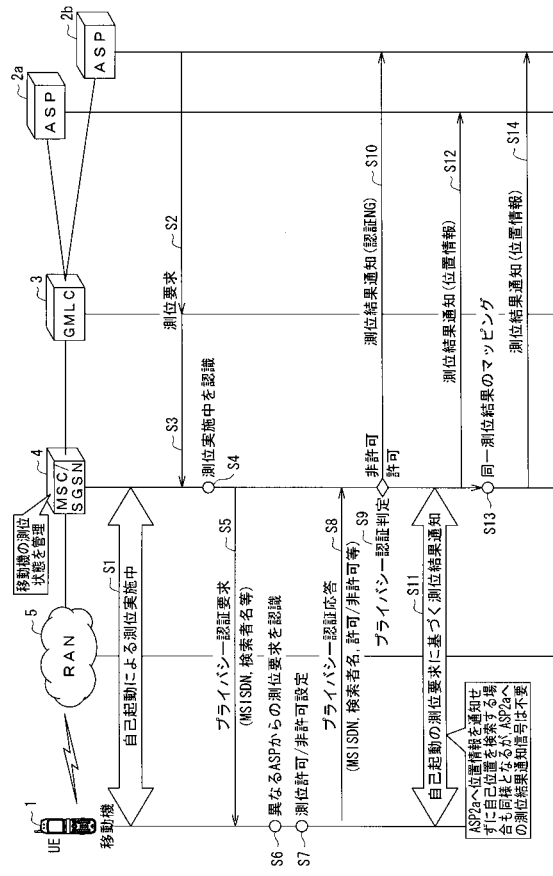 1
UE
移動機
5
RAN
移動機の測位
状態を管理
4
MSC/
SGSN
3
GMLC
2a
ASP
2b
ASP
S1
自己起動による測位実施中
測位要求
S2
S3
測位実施中を認識
S4
S5
プライバシー認証要求
(MSISDN,検索者名等)
異なるASPからの測位要求を認識
S6
測位許可/非許可設定
S7
プライバシー認証応答
S8
(MSISDN,検索者名,許可/非許可等)
S9
プライバシー認証判定
非許可
許可
測位結果通知(認証NG)
S10
自己起動の測位要求に基づく測位結果通知
S11
測位結果通知(位置情報)
S12
同一測位結果のマッピング
S13
測位結果通知(位置情報)
S14
ASP2aへ位置情報を通知せ
ずに自己位置を検索する場
合も同様となるが、ASP2aへ
の測位結果通知信号は不要